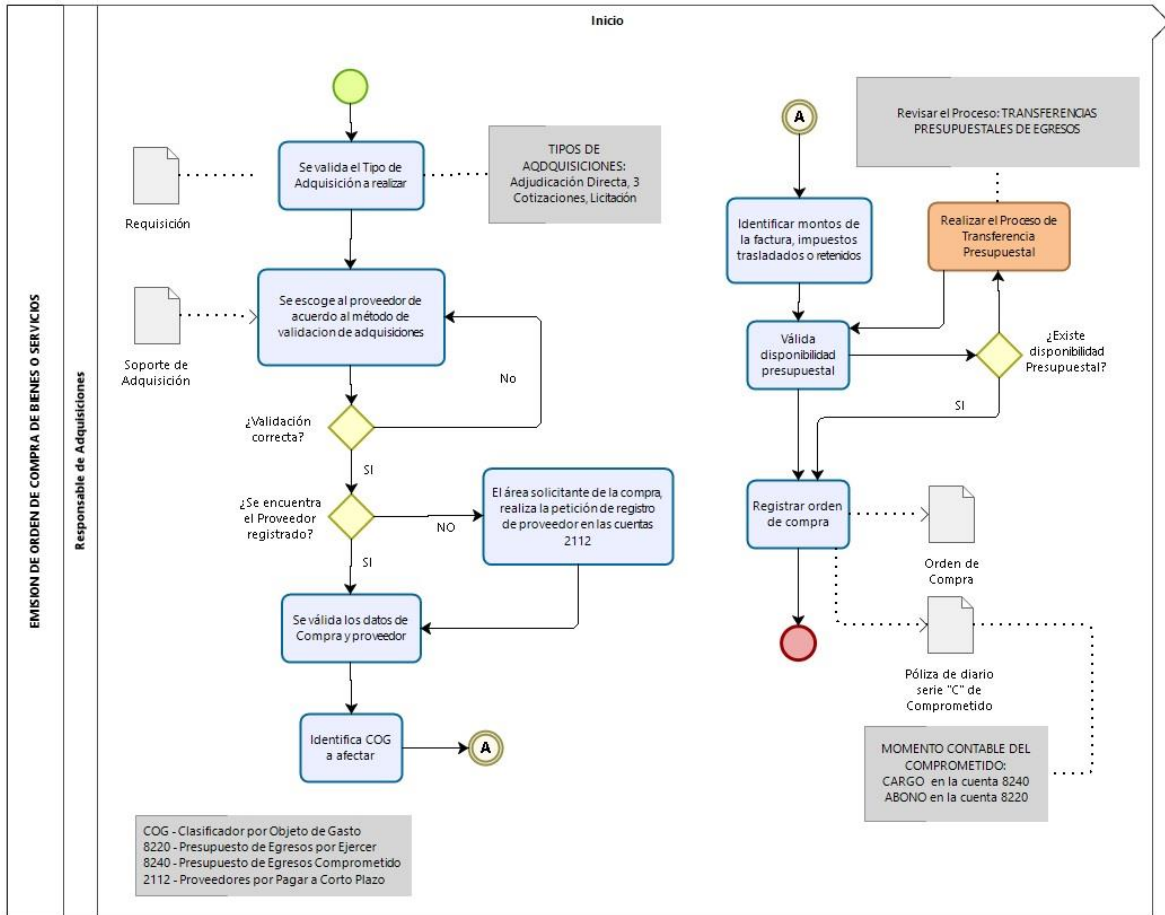 EMISION DE ORDEN DE COMPRA DE BIENES O SERVICIOS
Responsable de Adquisiciones
Inicio
Se valida el Tipo de
Adquisición a realizar
Requisición
TIPOS DE
AQDQUISICIONES:
Adjudicación Directa, 3
Cotizaciones, Licitación
Se escoge al proveedor de
acuerdo al método de
validacion de adquisiciones
Soporte de
Adquisición
No
¿Validación
correcta?
SI
¿Se encuentra
el Proveedor
registrado?
NO
El área solicitante de la compra,
realiza la petición de registro
de proveedor en las cuentas
2112
SI
Se válida los datos de
Compra y proveedor
Identifica COG
a afectar
A
COG - Clasificador por Objeto de Gasto
8220 - Presupuesto de Egresos por Ejercer
8240 - Presupuesto de Egresos Comprometido
2112 - Proveedores por Pagar a Corto Plazo
A
Revisar el Proceso: TRANSFERENCIAS
PRESUPUESTALES DE EGRESOS
Identificar montos de
la factura, impuestos
trasladados o retenidos
Realizar el Proceso de
Transferencia
Presupuestal
Válida
disponibilidad
presupuestal
¿Existe
disponibilidad
Presupuestal?
SI
Registrar orden
de compra
Orden de
Compra
Póliza de diario
serie "C" de
Comprometido
MOMENTO CONTABLE DEL
COMPROMETIDO:
CARGO en la cuenta 8240
ABONO en la cuenta 8220